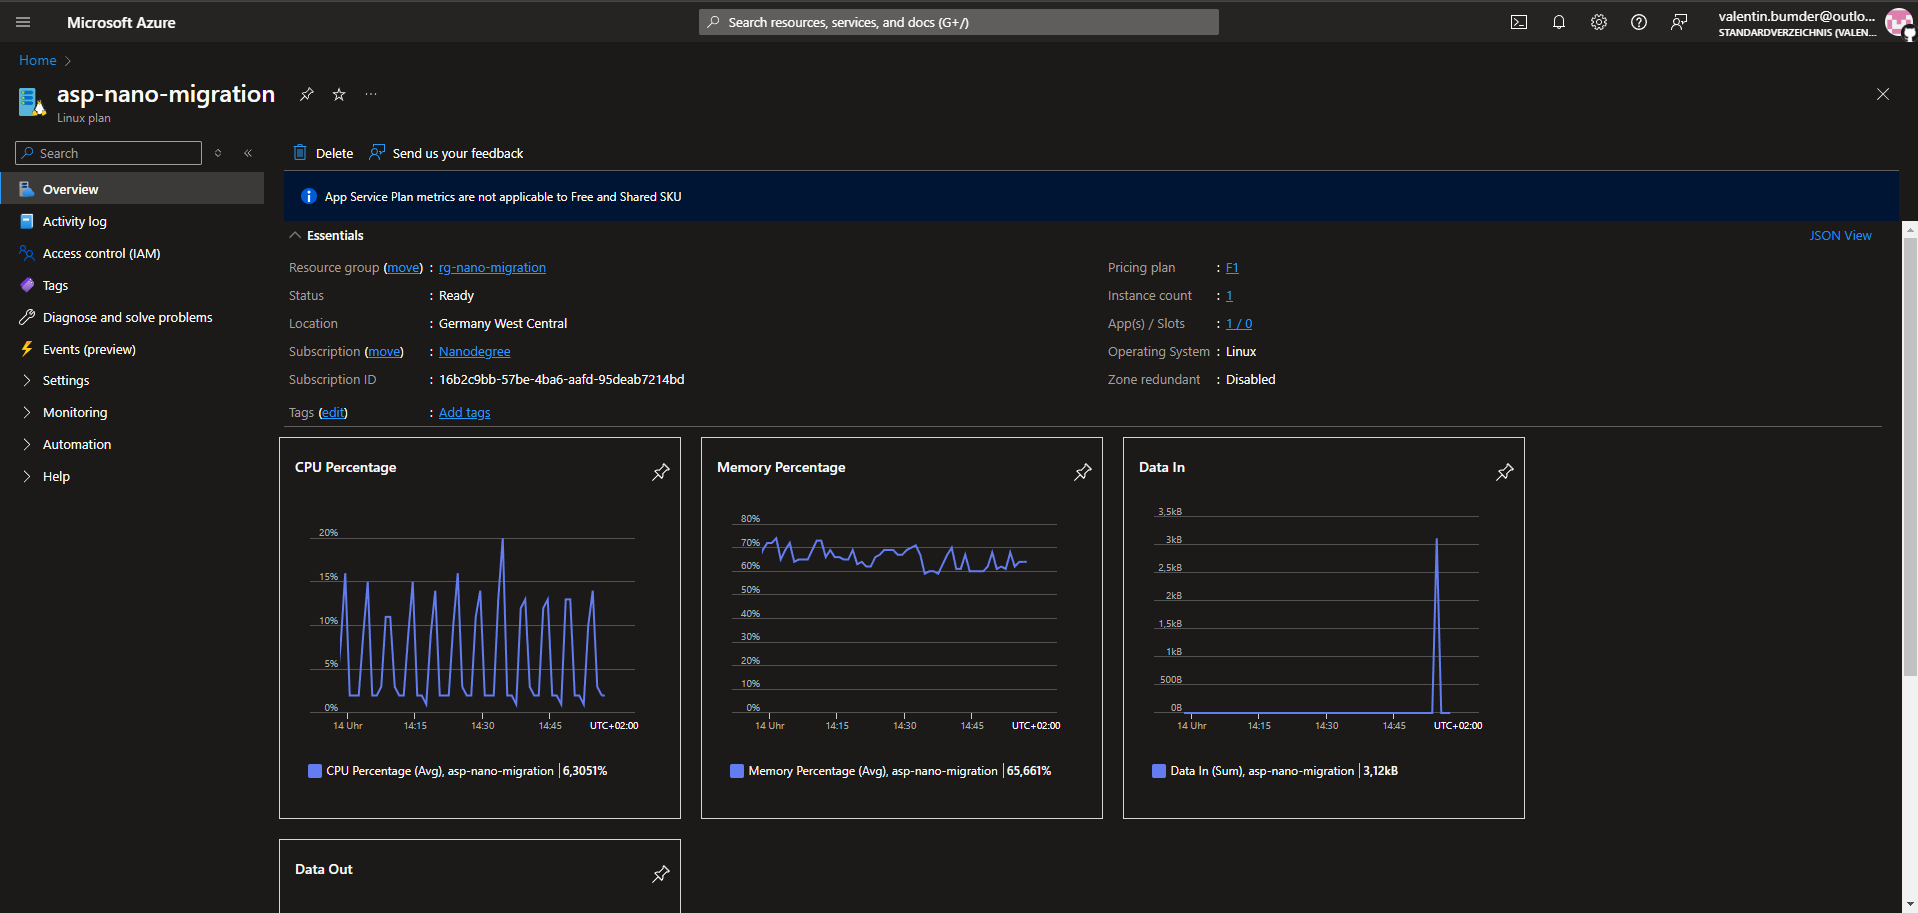 Microsoft Azure
Search resources, services, and docs (G+/)
valentin.bumder@outlo...
STANDARDVERZEICHNIS (VALEN...
Home
asp-nano-migration
Linux plan
Search
Delete
Send us your feedback
Overview
Activity log
Access control (IAM)
Tags
Diagnose and solve problems
Events (preview)
Settings
Monitoring
Automation
Help
App Service Plan metrics are not applicable to Free and Shared SKU
Essentials
JSON View
Resource group (move) : rg-nano-migration
Status : Ready
Location : Germany West Central
Subscription (move) : Nanodegree
Subscription ID : 16b2c9bb-57be-4ba6-aafd-95deab7214bd
Tags (edit) : Add tags
Pricing plan : F1
Instance count : 1
App(s) / Slots : 1 / 0
Operating System : Linux
Zone redundant : Disabled
CPU Percentage
20%
15%
10%
5%
0%
14 Uhr 14:15 14:30 14:45 UTC+02:00
CPU Percentage (Avg), asp-nano-migration | 6,3051%
Memory Percentage
80%
70%
60%
50%
40%
30%
20%
10%
0%
14 Uhr 14:15 14:30 14:45 UTC+02:00
Memory Percentage (Avg), asp-nano-migration | 65,661%
Data In
3,5kB
3kB
2,5kB
2kB
1,5kB
1kB
500B
0B
14 Uhr 14:15 14:30 14:45 UTC+02:00
Data In (Sum), asp-nano-migration | 3,12kB
Data Out